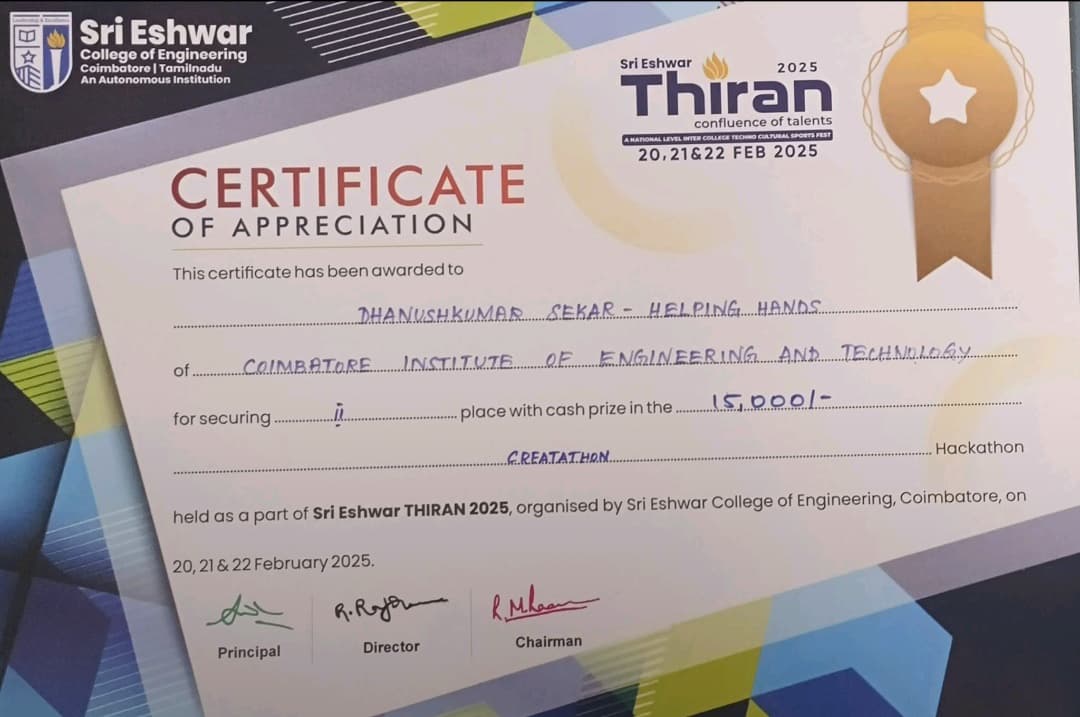 Leadership & Excellence
Sri Eshwar
College of Engineering
Coimbatore | Tamilnadu
An Autonomous Institution
Sri Eshwar 2025
Thiran
confluence of talents
A NATIONAL LEVEL INTER COLLEGE TECHNO CULTURAL SPORTS FEST
20,21&22 FEB 2025
CERTIFICATE
OF APPRECIATION
This certificate has been awarded to
DHANUSHKUMAR SEKAR - HELPING HANDS
of COIMBATORE INSTITUTE OF ENGINEERING AND TECHNOLOGY
for securing II place with cash prize in the 15,000/-
CREATATHON Hackathon
held as a part of Sri Eshwar THIRAN 2025, organised by Sri Eshwar College of Engineering, Coimbatore, on
20, 21 & 22 February 2025.
Principal Director Chairman